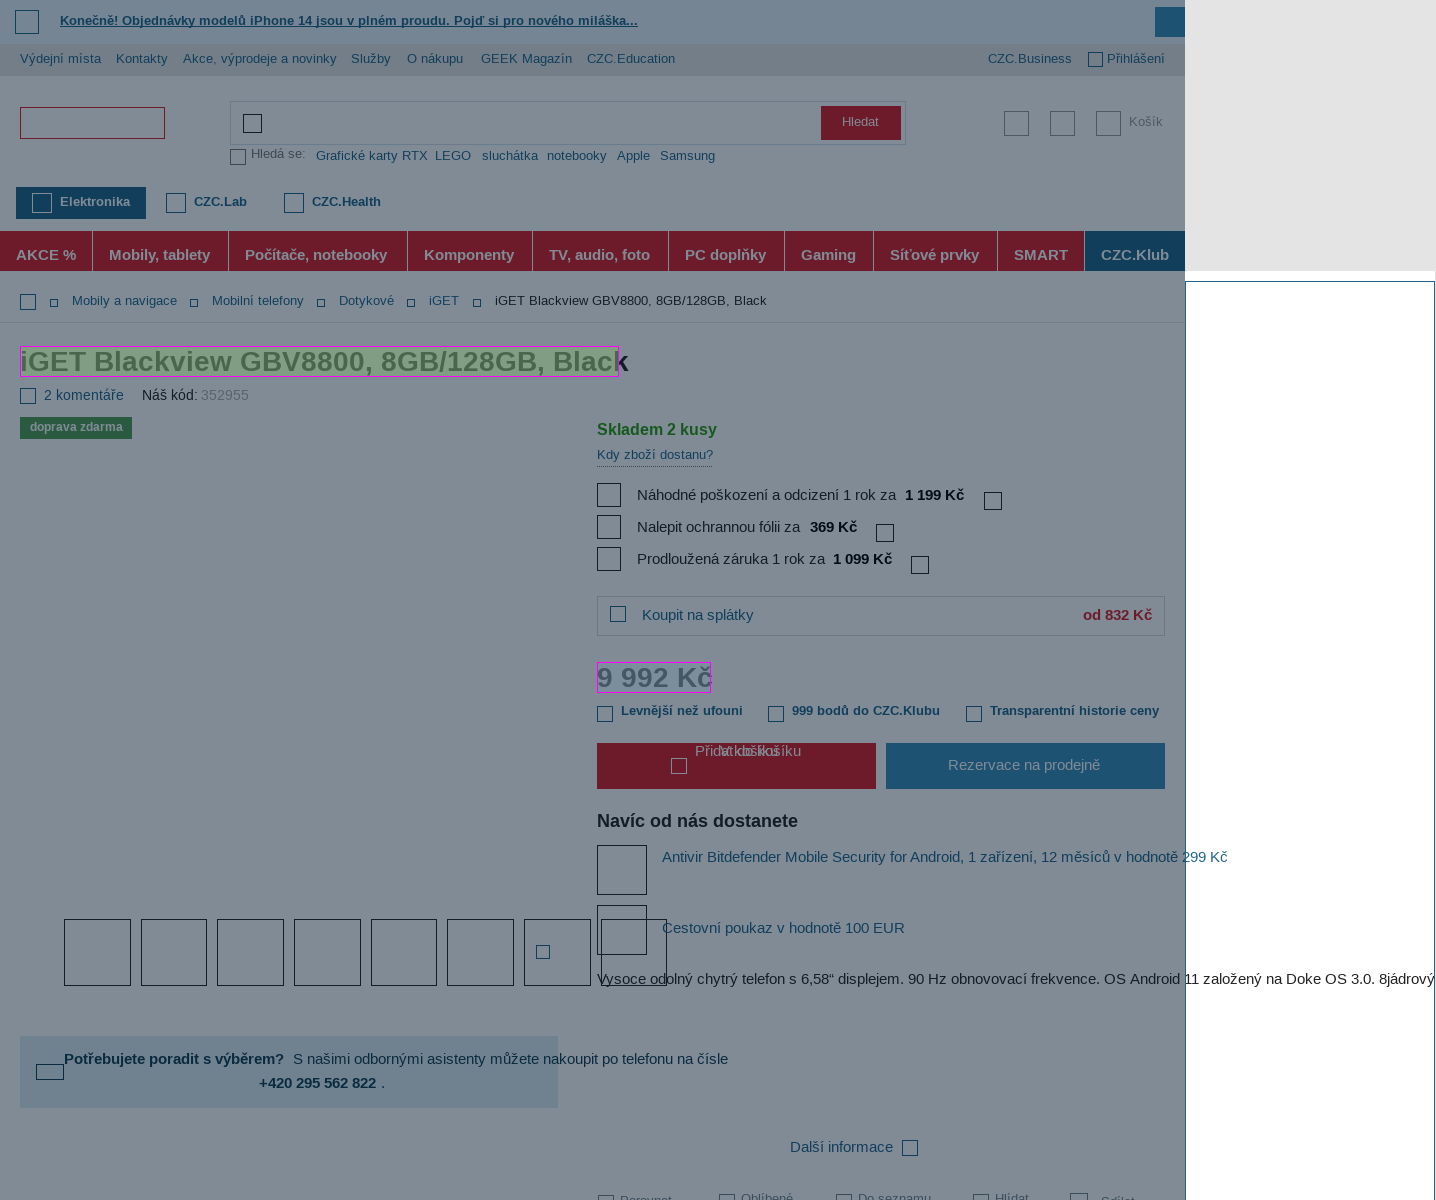 Konečně! Objednávky modelů iPhone 14 jsou v plném proudu. Pojď si pro nového miláška...
Výdejní místa Kontakty Akce, výprodeje a novinky Služby O nákupu GEEK Magazín CZC.Education CZC.Business Přihlášení
Hledat Košík
Hledá se: Grafické karty RTX LEGO sluchátka notebooky Apple Samsung
Elektronika CZC.Lab CZC.Health
AKCE % Mobily, tablety Počítače, notebooky Komponenty TV, audio, foto PC doplňky Gaming Síťové prvky SMART CZC.Klub
Mobily a navigace Mobilní telefony Dotykové iGET iGET Blackview GBV8800, 8GB/128GB, Black
iGET Blackview GBV8800, 8GB/128GB, Black
2 komentáře Náš kód: 352955
doprava zdarma
Skladem 2 kusy
Kdy zboží dostanu?
Náhodné poškození a odcizení 1 rok za 1 199 Kč
Nalepit ochrannou fólii za 369 Kč
Prodloužená záruka 1 rok za 1 099 Kč
Koupit na splátky od 832 Kč
9 992 Kč
Levnější než ufouni 999 bodů do CZC.Klubu Transparentní historie ceny
Přidat do košíku V košíku
Rezervace na prodejně
Navíc od nás dostanete
Antivir Bitdefender Mobile Security for Android, 1 zařízení, 12 měsíců v hodnotě 299 Kč
Cestovní poukaz v hodnotě 100 EUR
Vysoce odolný chytrý telefon s 6,58“ displejem. 90 Hz obnovovací frekvence. OS Android 11 založený na Doke OS 3.0. 8jádrový
Potřebujete poradit s výběrem? S našimi odbornými asistenty můžete nakoupit po telefonu na čísle
+420 295 562 822 .
Další informace
Porovnat Oblíbené Do seznamu Hlídat Sdílet